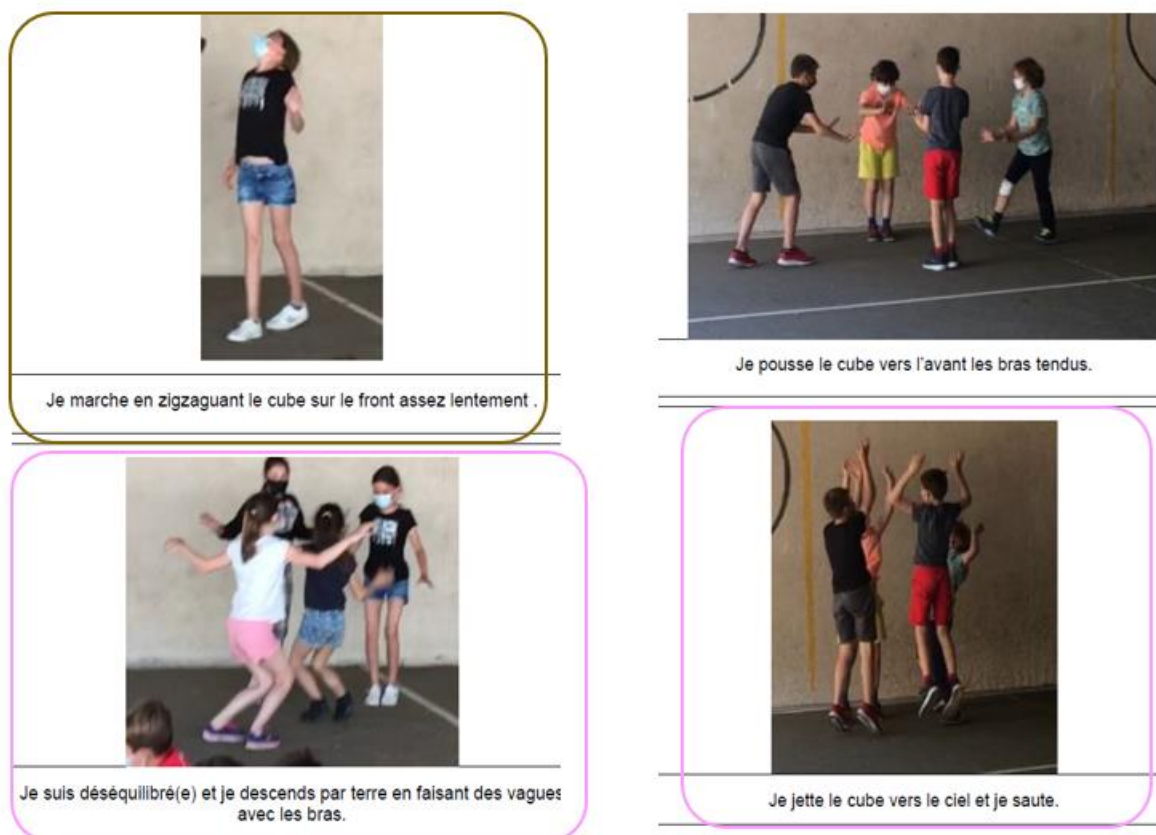 Je marche en zigzaguant le cube sur le front assez lentement .
Je pousse le cube vers l'avant les bras tendus.
Je suis déséquilibré(e) et je descends par terre en faisant des vagues
avec les bras.
Je jette le cube vers le ciel et je saute.